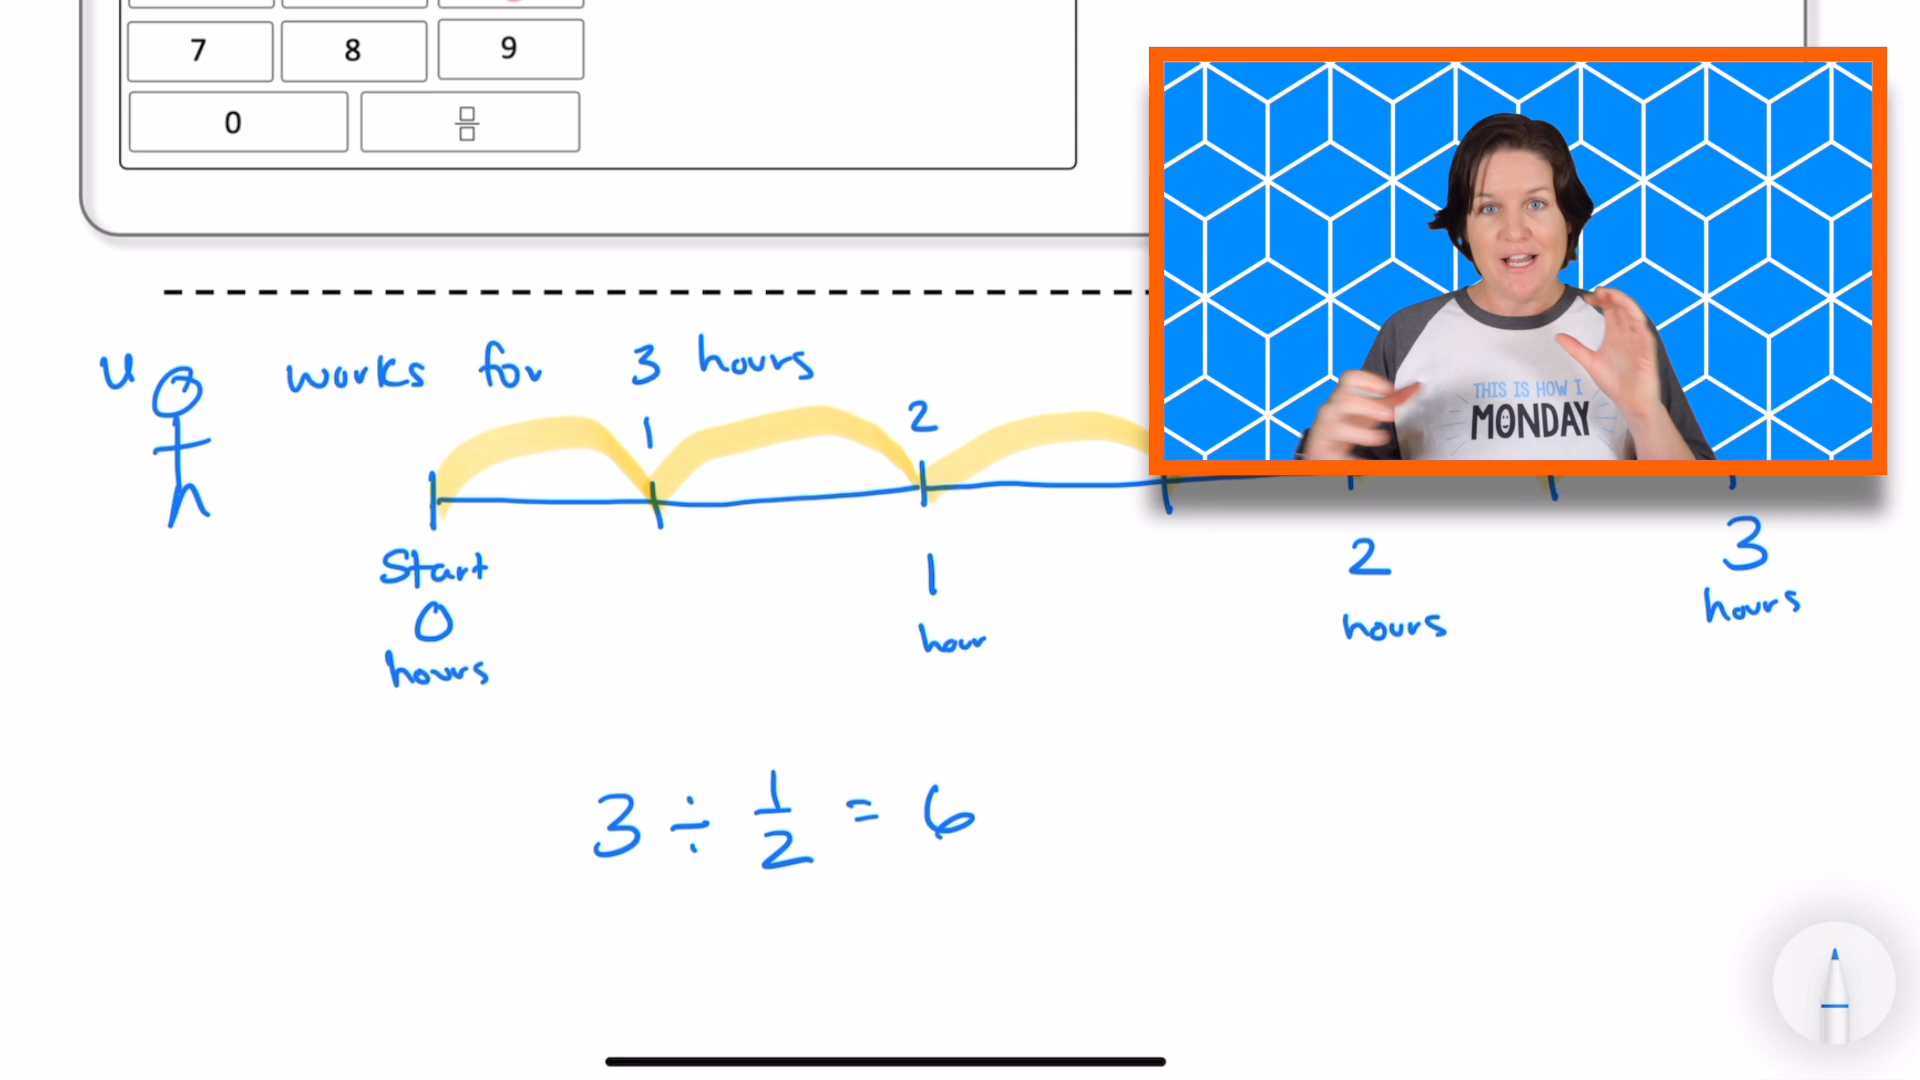 7 8 9
0
u works for 3 hours
1 2
Start 1 2 3
0 hour hours hours
hours
3 ÷ 1/2 = 6
THIS IS HOW I
MONDAY